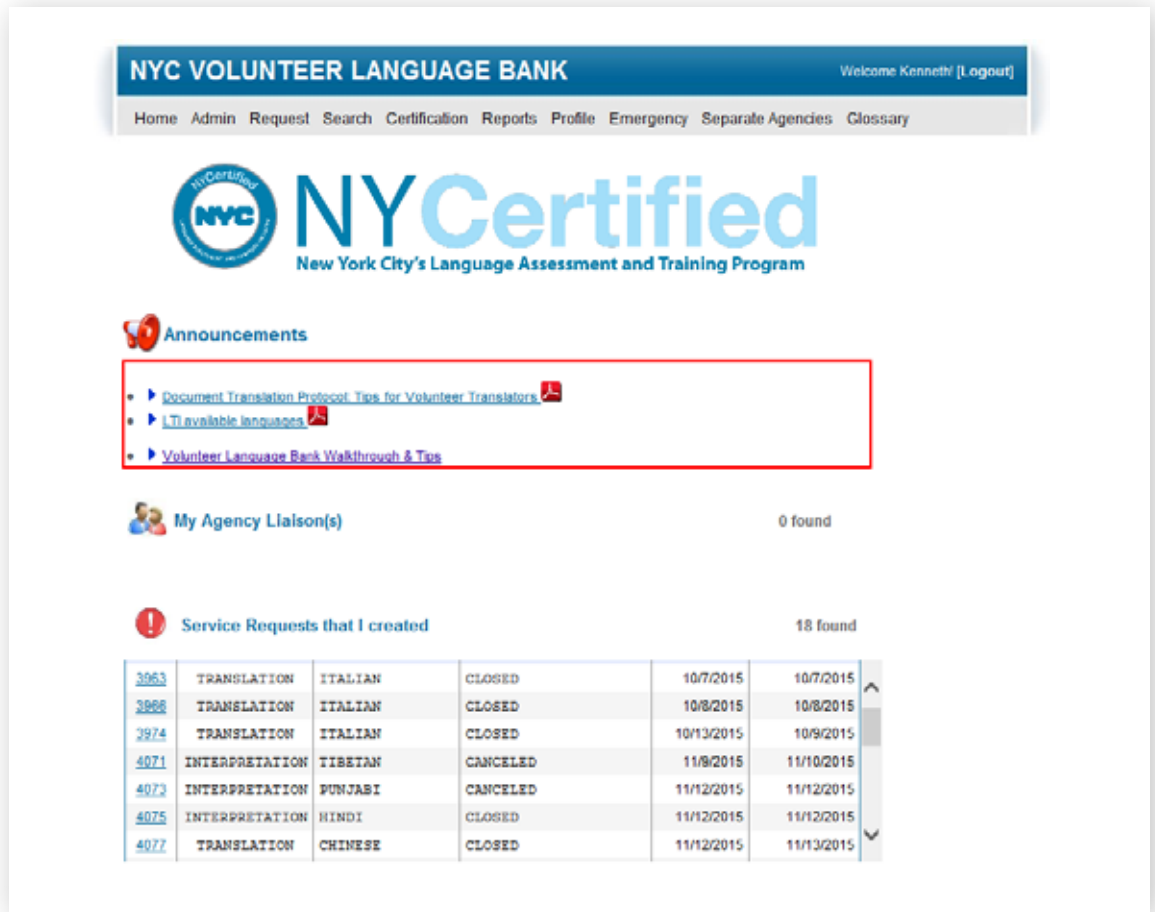 NYC VOLUNTEER LANGUAGE BANK Welcome Kenneth! [Logout]
Home Admin Request Search Certification Reports Profile Emergency Separate Agencies Glossary
NYCertified
NYC
NYCertified
New York City's Language Assessment and Training Program
Announcements
Document Translation Protocol: Tips for Volunteer Translators
LTI available languages
Volunteer Language Bank Walkthrough & Tips
My Agency Liaison(s) 0 found
Service Requests that I created 18 found
3963 TRANSLATION ITALIAN CLOSED 10/7/2015 10/7/2015
3966 TRANSLATION ITALIAN CLOSED 10/8/2015 10/8/2015
3974 TRANSLATION ITALIAN CLOSED 10/13/2015 10/9/2015
4071 INTERPRETATION TIBETAN CANCELED 11/9/2015 11/10/2015
4073 INTERPRETATION PUNJABI CANCELED 11/12/2015 11/12/2015
4075 INTERPRETATION HINDI CLOSED 11/12/2015 11/12/2015
4077 TRANSLATION CHINESE CLOSED 11/12/2015 11/13/2015